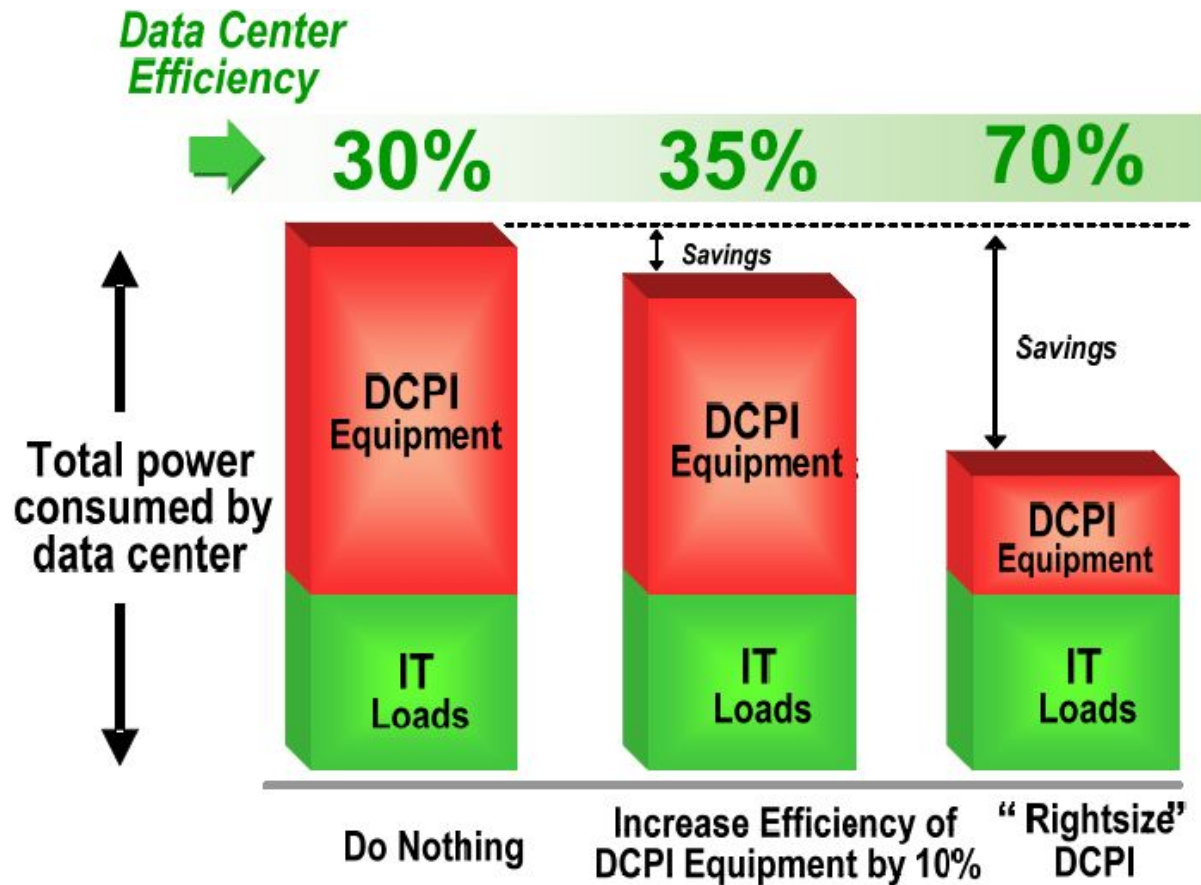 Data Center
Efficiency
30%
35%
70%
Savings
Savings
DCPI
Equipment
DCPI
Equipment
DCPI
Equipment
Total power
consumed by
data center
IT
Loads
IT
Loads
IT
Loads
Do Nothing
Increase Efficiency of
DCPI Equipment by 10%
“ Rightsize”
DCPI